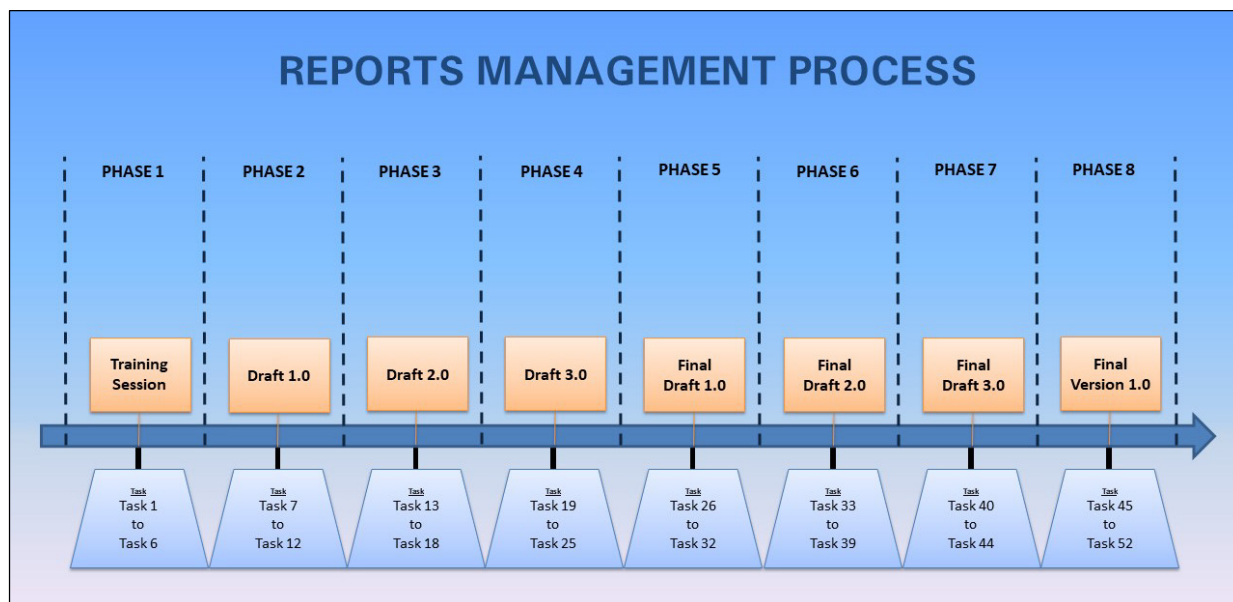 REPORTS MANAGEMENT PROCESS
PHASE 1
PHASE 2
PHASE 3
PHASE 4
PHASE 5
PHASE 6
PHASE 7
PHASE 8
Training
Session
Draft 1.0
Draft 2.0
Draft 3.0
Final
Draft 1.0
Final
Draft 2.0
Final
Draft 3.0
Final
Version 1.0
Task
Task 1
to
Task 6
Task
Task 7
to
Task 12
Task
Task 13
to
Task 18
Task
Task 19
to
Task 25
Task
Task 26
to
Task 32
Task
Task 33
to
Task 39
Task
Task 40
to
Task 44
Task
Task 45
to
Task 52